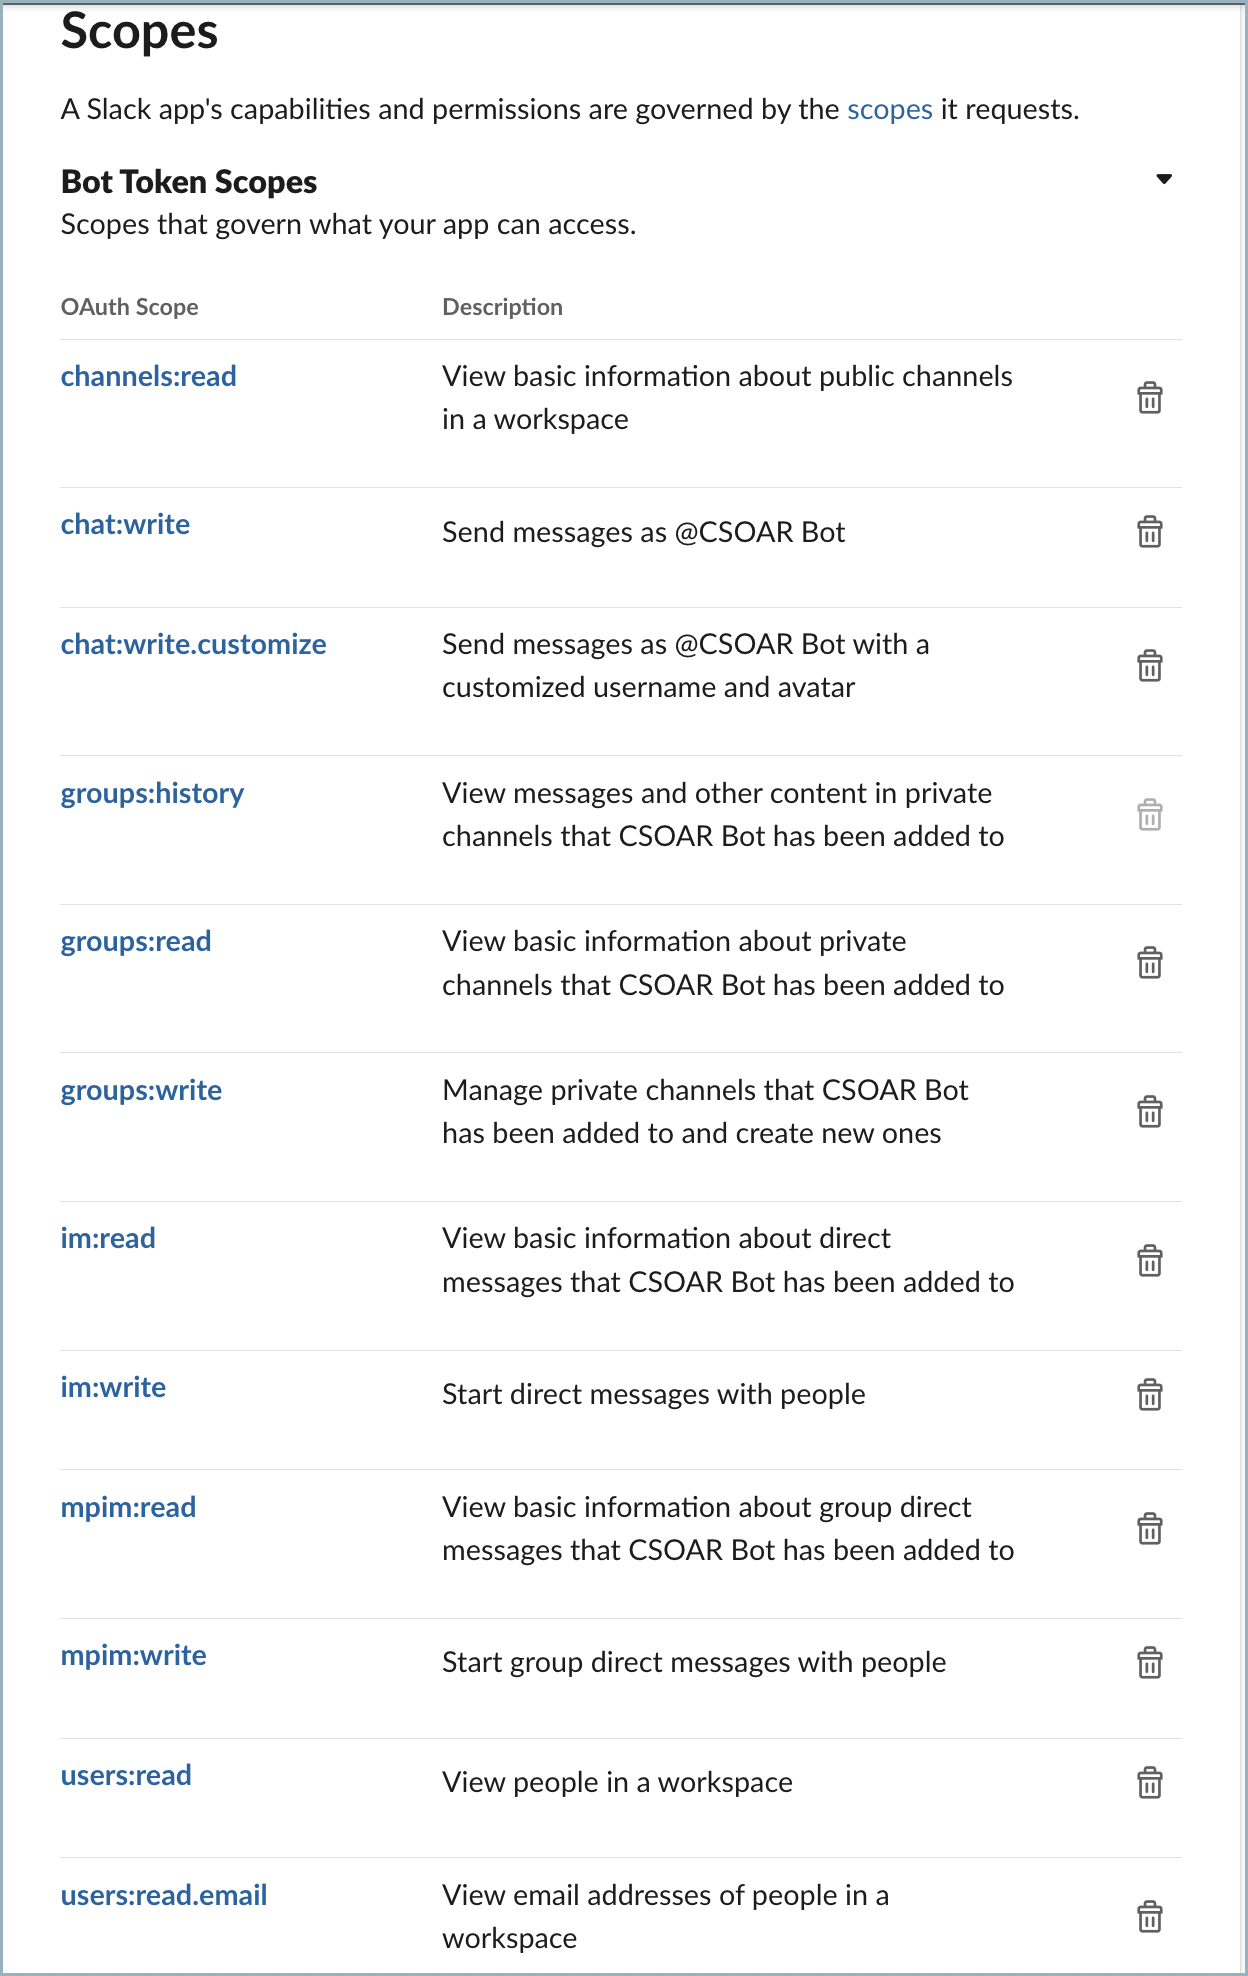 Scopes
A Slack app's capabilities and permissions are governed by the scopes it requests.
Bot Token Scopes
Scopes that govern what your app can access.
OAuth Scope Description
channels:read View basic information about public channels
in a workspace
chat:write Send messages as @CSOAR Bot
chat:write.customize Send messages as @CSOAR Bot with a
customized username and avatar
groups:history View messages and other content in private
channels that CSOAR Bot has been added to
groups:read View basic information about private
channels that CSOAR Bot has been added to
groups:write Manage private channels that CSOAR Bot
has been added to and create new ones
im:read View basic information about direct
messages that CSOAR Bot has been added to
im:write Start direct messages with people
mpim:read View basic information about group direct
messages that CSOAR Bot has been added to
mpim:write Start group direct messages with people
users:read View people in a workspace
users:read.email View email addresses of people in a
workspace